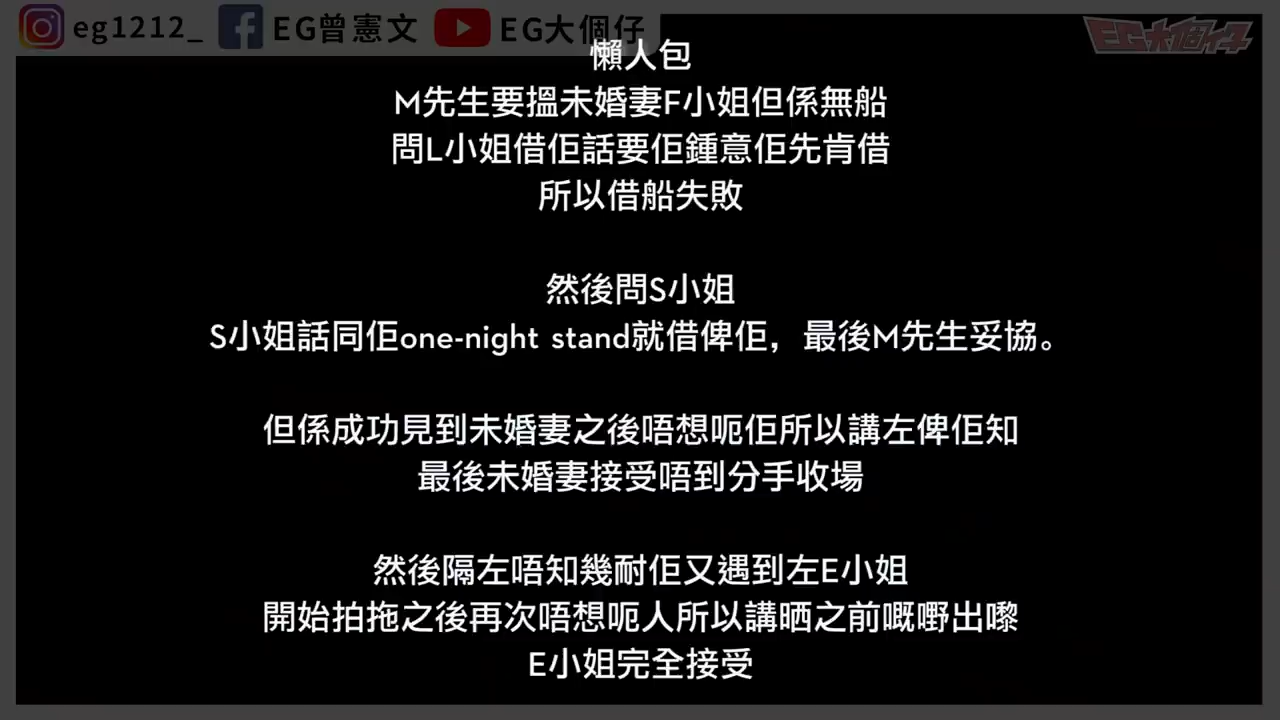 eg1212_ EG曾憲文 EG大個仔
EG大個仔
懶人包
M先生要搵未婚妻F小姐但係無船
問L小姐借佢話要佢鍾意佢先肯借
所以借船失敗
然後問S小姐
S小姐話同佢one-night stand就借俾佢，最後M先生妥協。
但係成功見到未婚妻之後唔想呃佢所以講左俾佢知
最後未婚妻接受唔到分手收場
然後隔左唔知幾耐佢又遇到左E小姐
開始拍拖之後再次唔想呃人所以講晒之前嘅嘢出嚟
E小姐完全接受